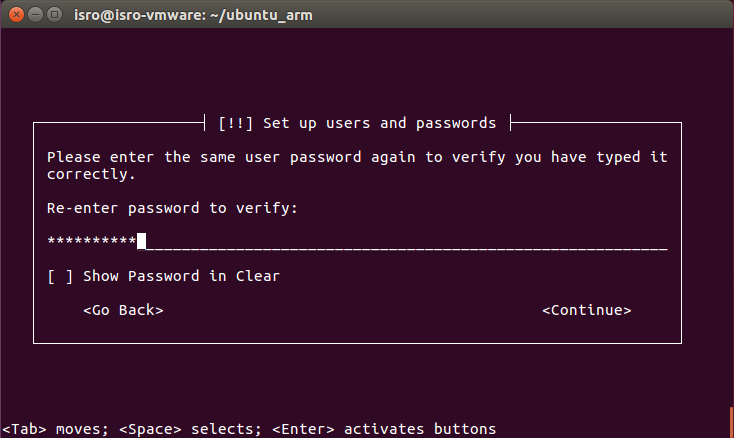 isro@isro-vmware: ~/ubuntu_arm
[!!] Set up users and passwords
Please enter the same user password again to verify you have typed it
correctly.
Re-enter password to verify:
**********_____________________________________________________________
[ ] Show Password in Clear
<Go Back> <Continue>
<Tab> moves; <Space> selects; <Enter> activates buttons